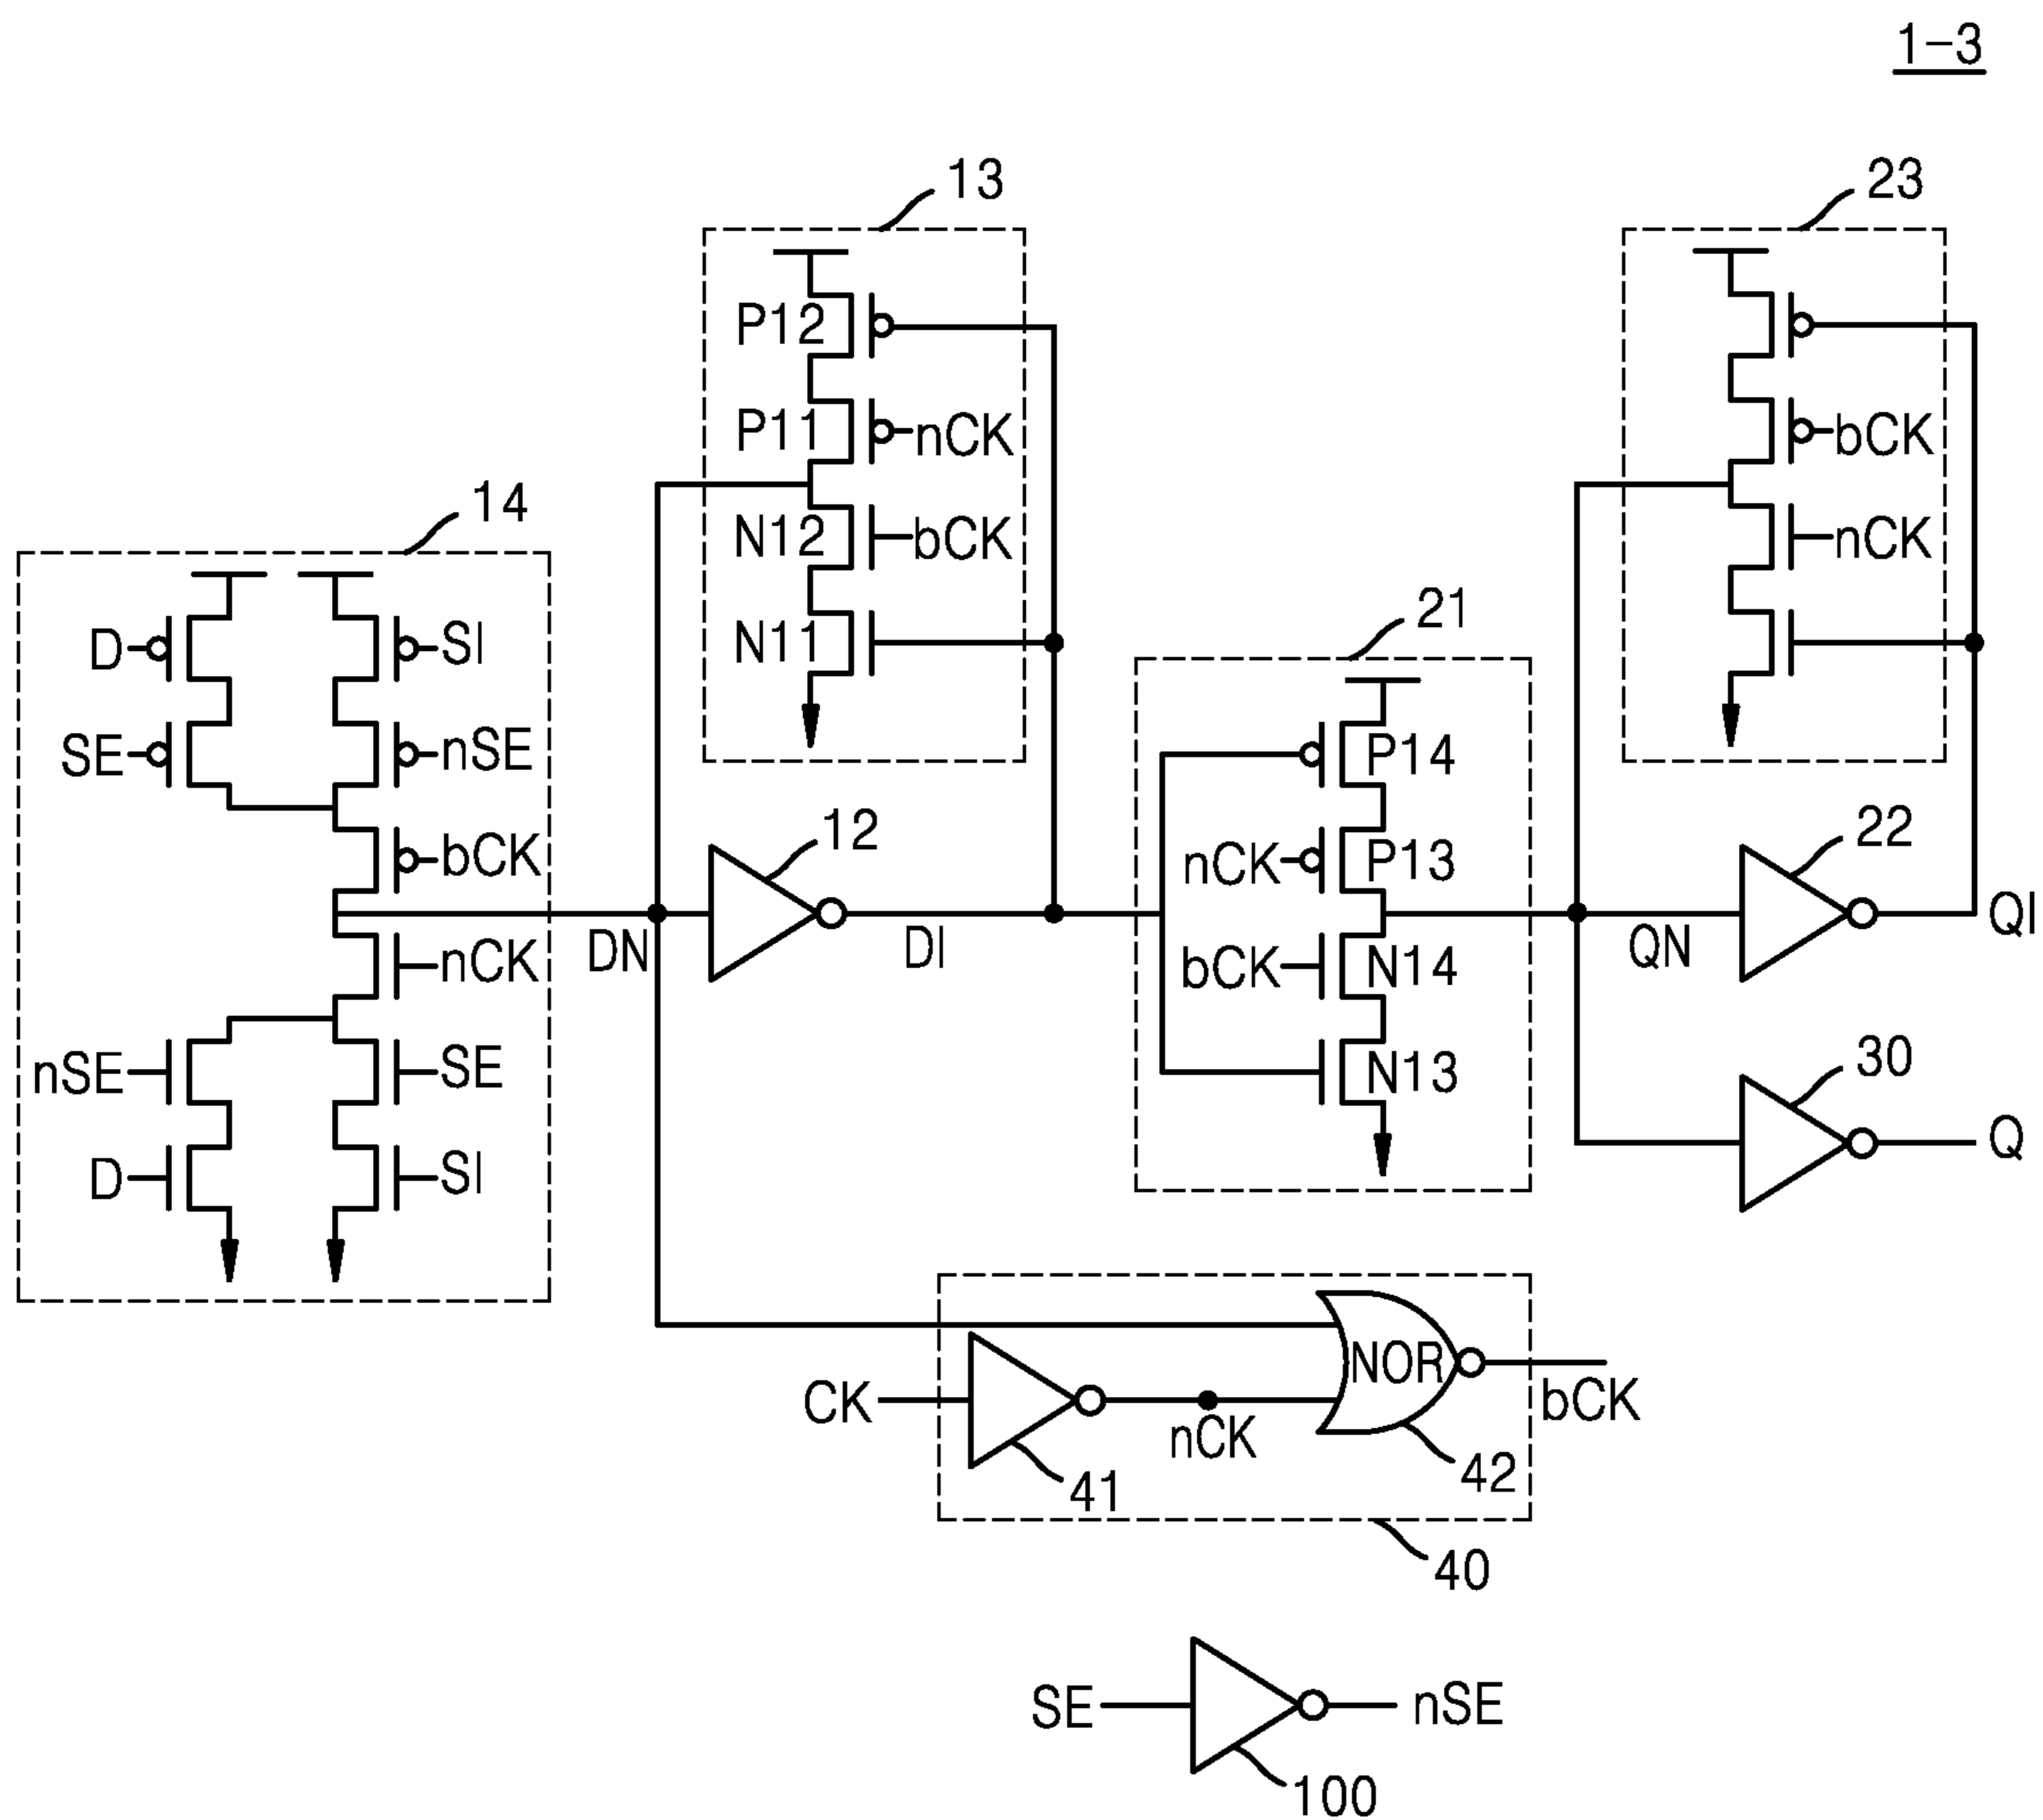 1-3
13
23
P12
P11
nCK
bCK
14
N12
bCK
nCK
D
SI
N11
21
SE
nSE
P14
12
22
bCK
nCK
P13
DN
DI
QN
QI
nCK
bCK
N14
nSE
SE
N13
30
D
SI
Q
NOR
CK
nCK
bCK
41
42
40
SE
nSE
100